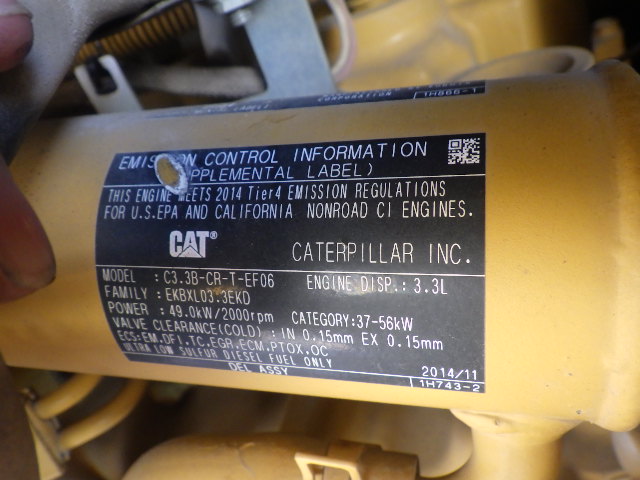 CORPORATION 1H866-1
EMISSION CONTROL INFORMATION
(SUPPLEMENTAL LABEL)
THIS ENGINE MEETS 2014 Tier4 EMISSION REGULATIONS
FOR U.S.EPA AND CALIFORNIA NONROAD CI ENGINES.
CAT® CATERPILLAR INC.
MODEL : C3.3B-CR-T-EF06 ENGINE DISP.: 3.3L
FAMILY : EKBXL03.3EKD
POWER : 49.0kW/2000rpm CATEGORY:37-56kW
VALVE CLEARANCE(COLD) : IN 0.15mm EX 0.15mm
ECS:EM,DFI,TC,EGR,ECM,PTOX,OC
ULTRA LOW SULFUR DIESEL FUEL ONLY
2014/11
DEL ASSY 1H743-2